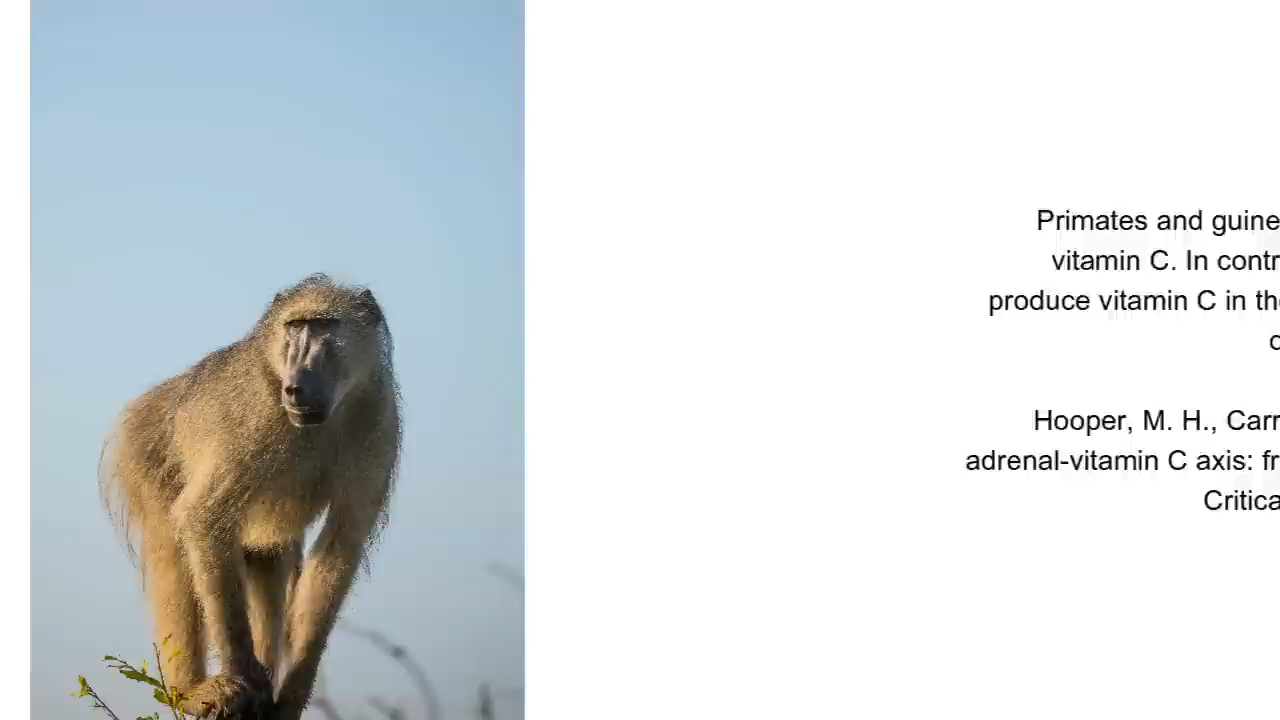 Primates and guine
vitamin C. In contr
produce vitamin C in the
Hooper, M. H., Carr
adrenal-vitamin C axis: fr
Critica